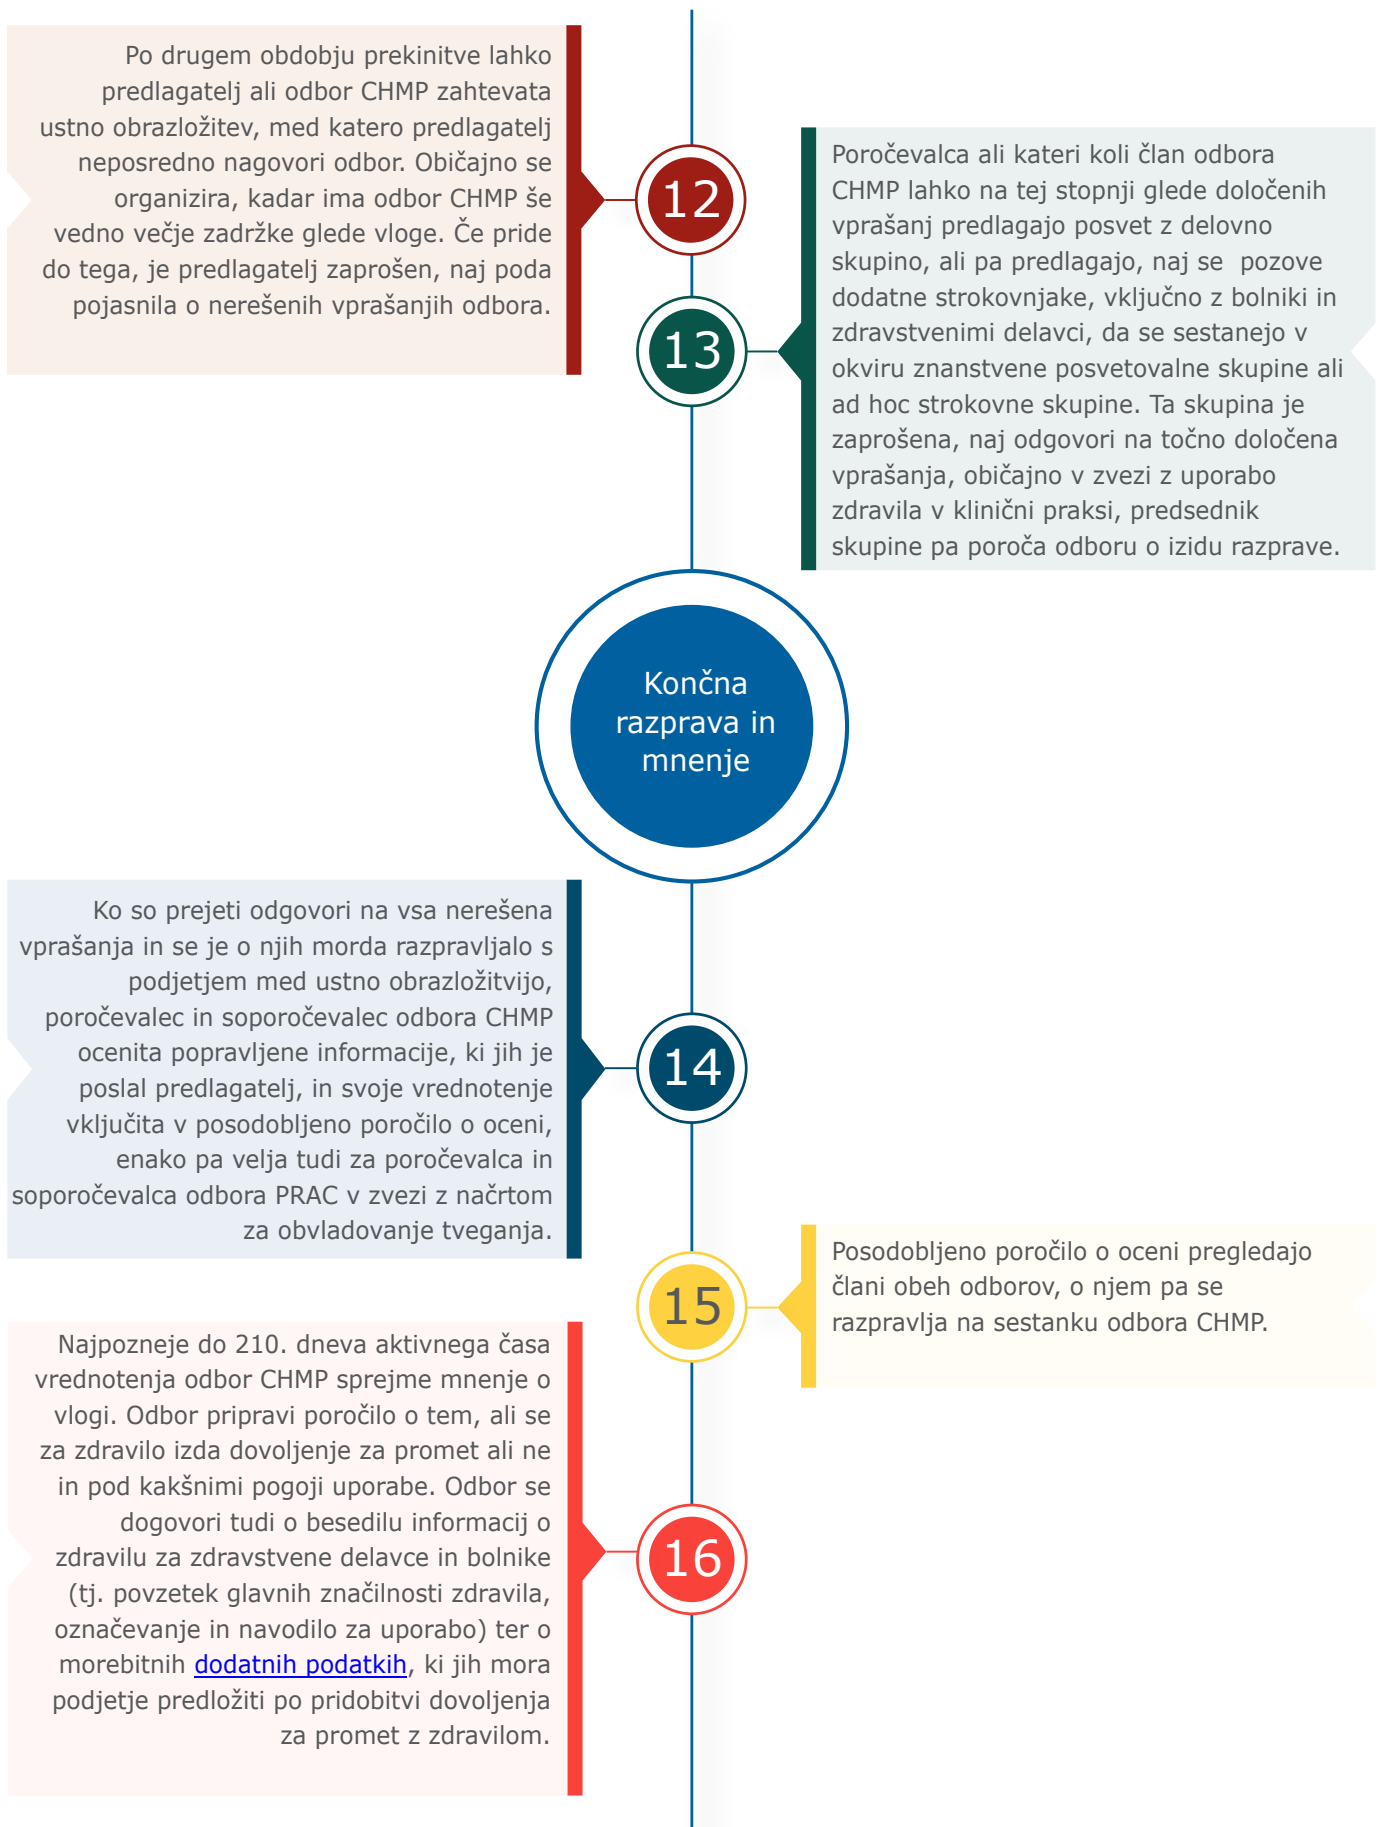 Po drugem obdobju prekinitve lahko
predlagatelj ali odbor CHMP zahtevata
ustno obrazložitev, med katero predlagatelj
neposredno nagovori odbor. Običajno se
organizira, kadar ima odbor CHMP še
vedno večje zadržke glede vloge. Če pride
do tega, je predlagatelj zaprošen, naj poda
pojasnila o nerešenih vprašanjih odbora.
12
13
Poročevalca ali kateri koli član odbora
CHMP lahko na tej stopnji glede določenih
vprašanj predlagajo posvet z delovno
skupino, ali pa predlagajo, naj se  pozove
dodatne strokovnjake, vključno z bolniki in
zdravstvenimi delavci, da se sestanejo v
okviru znanstvene posvetovalne skupine ali
ad hoc strokovne skupine. Ta skupina je
zaprošena, naj odgovori na točno določena
vprašanja, običajno v zvezi z uporabo
zdravila v klinični praksi, predsednik
skupine pa poroča odboru o izidu razprave.
Končna
razprava in
mnenje
Ko so prejeti odgovori na vsa nerešena
vprašanja in se je o njih morda razpravljalo s
podjetjem med ustno obrazložitvijo,
poročevalec in soporočevalec odbora CHMP
ocenita popravljene informacije, ki jih je
poslal predlagatelj, in svoje vrednotenje
vključita v posodobljeno poročilo o oceni,
enako pa velja tudi za poročevalca in
soporočevalca odbora PRAC v zvezi z načrtom
za obvladovanje tveganja.
14
15
Posodobljeno poročilo o oceni pregledajo
člani obeh odborov, o njem pa se
razpravlja na sestanku odbora CHMP.
Najpozneje do 210. dneva aktivnega časa
vrednotenja odbor CHMP sprejme mnenje o
vlogi. Odbor pripravi poročilo o tem, ali se
za zdravilo izda dovoljenje za promet ali ne
in pod kakšnimi pogoji uporabe. Odbor se
dogovori tudi o besedilu informacij o
zdravilu za zdravstvene delavce in bolnike
(tj. povzetek glavnih značilnosti zdravila,
označevanje in navodilo za uporabo) ter o
morebitnih dodatnih podatkih, ki jih mora
podjetje predložiti po pridobitvi dovoljenja
za promet z zdravilom.
16